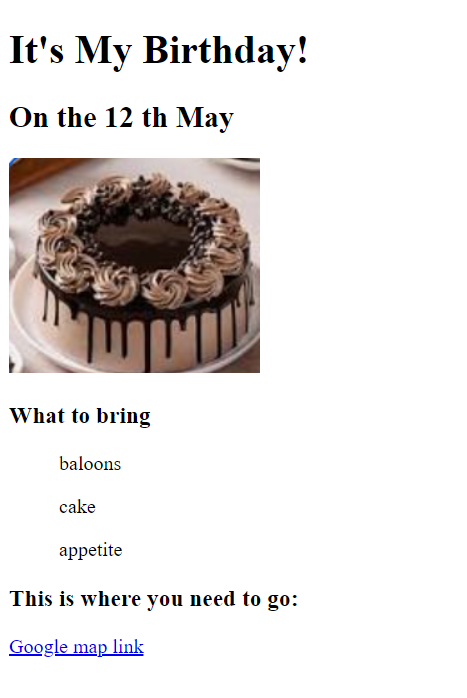 It's My Birthday!
On the 12 th May
What to bring
baloons
cake
appetite
This is where you need to go:
Google map link